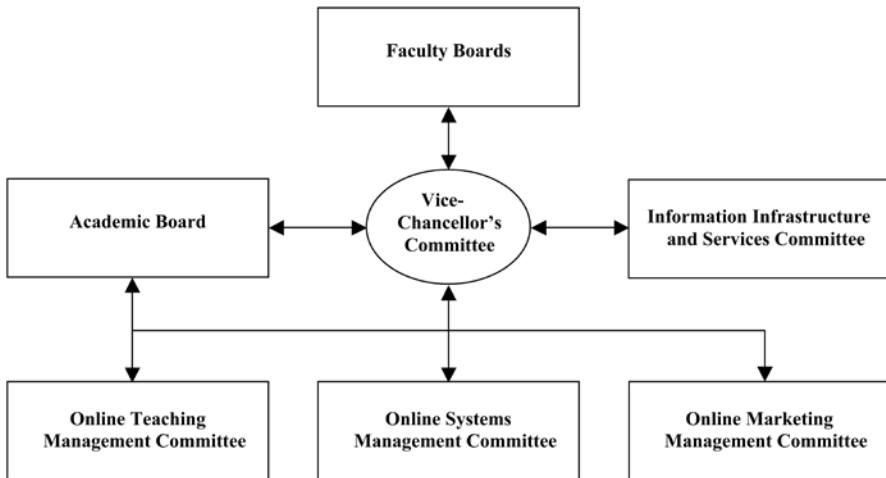 Faculty Boards
Academic Board
Vice-
Chancellor's
Committee
Information Infrastructure
and Services Committee
Online Teaching
Management Committee
Online Systems
Management Committee
Online Marketing
Management Committee